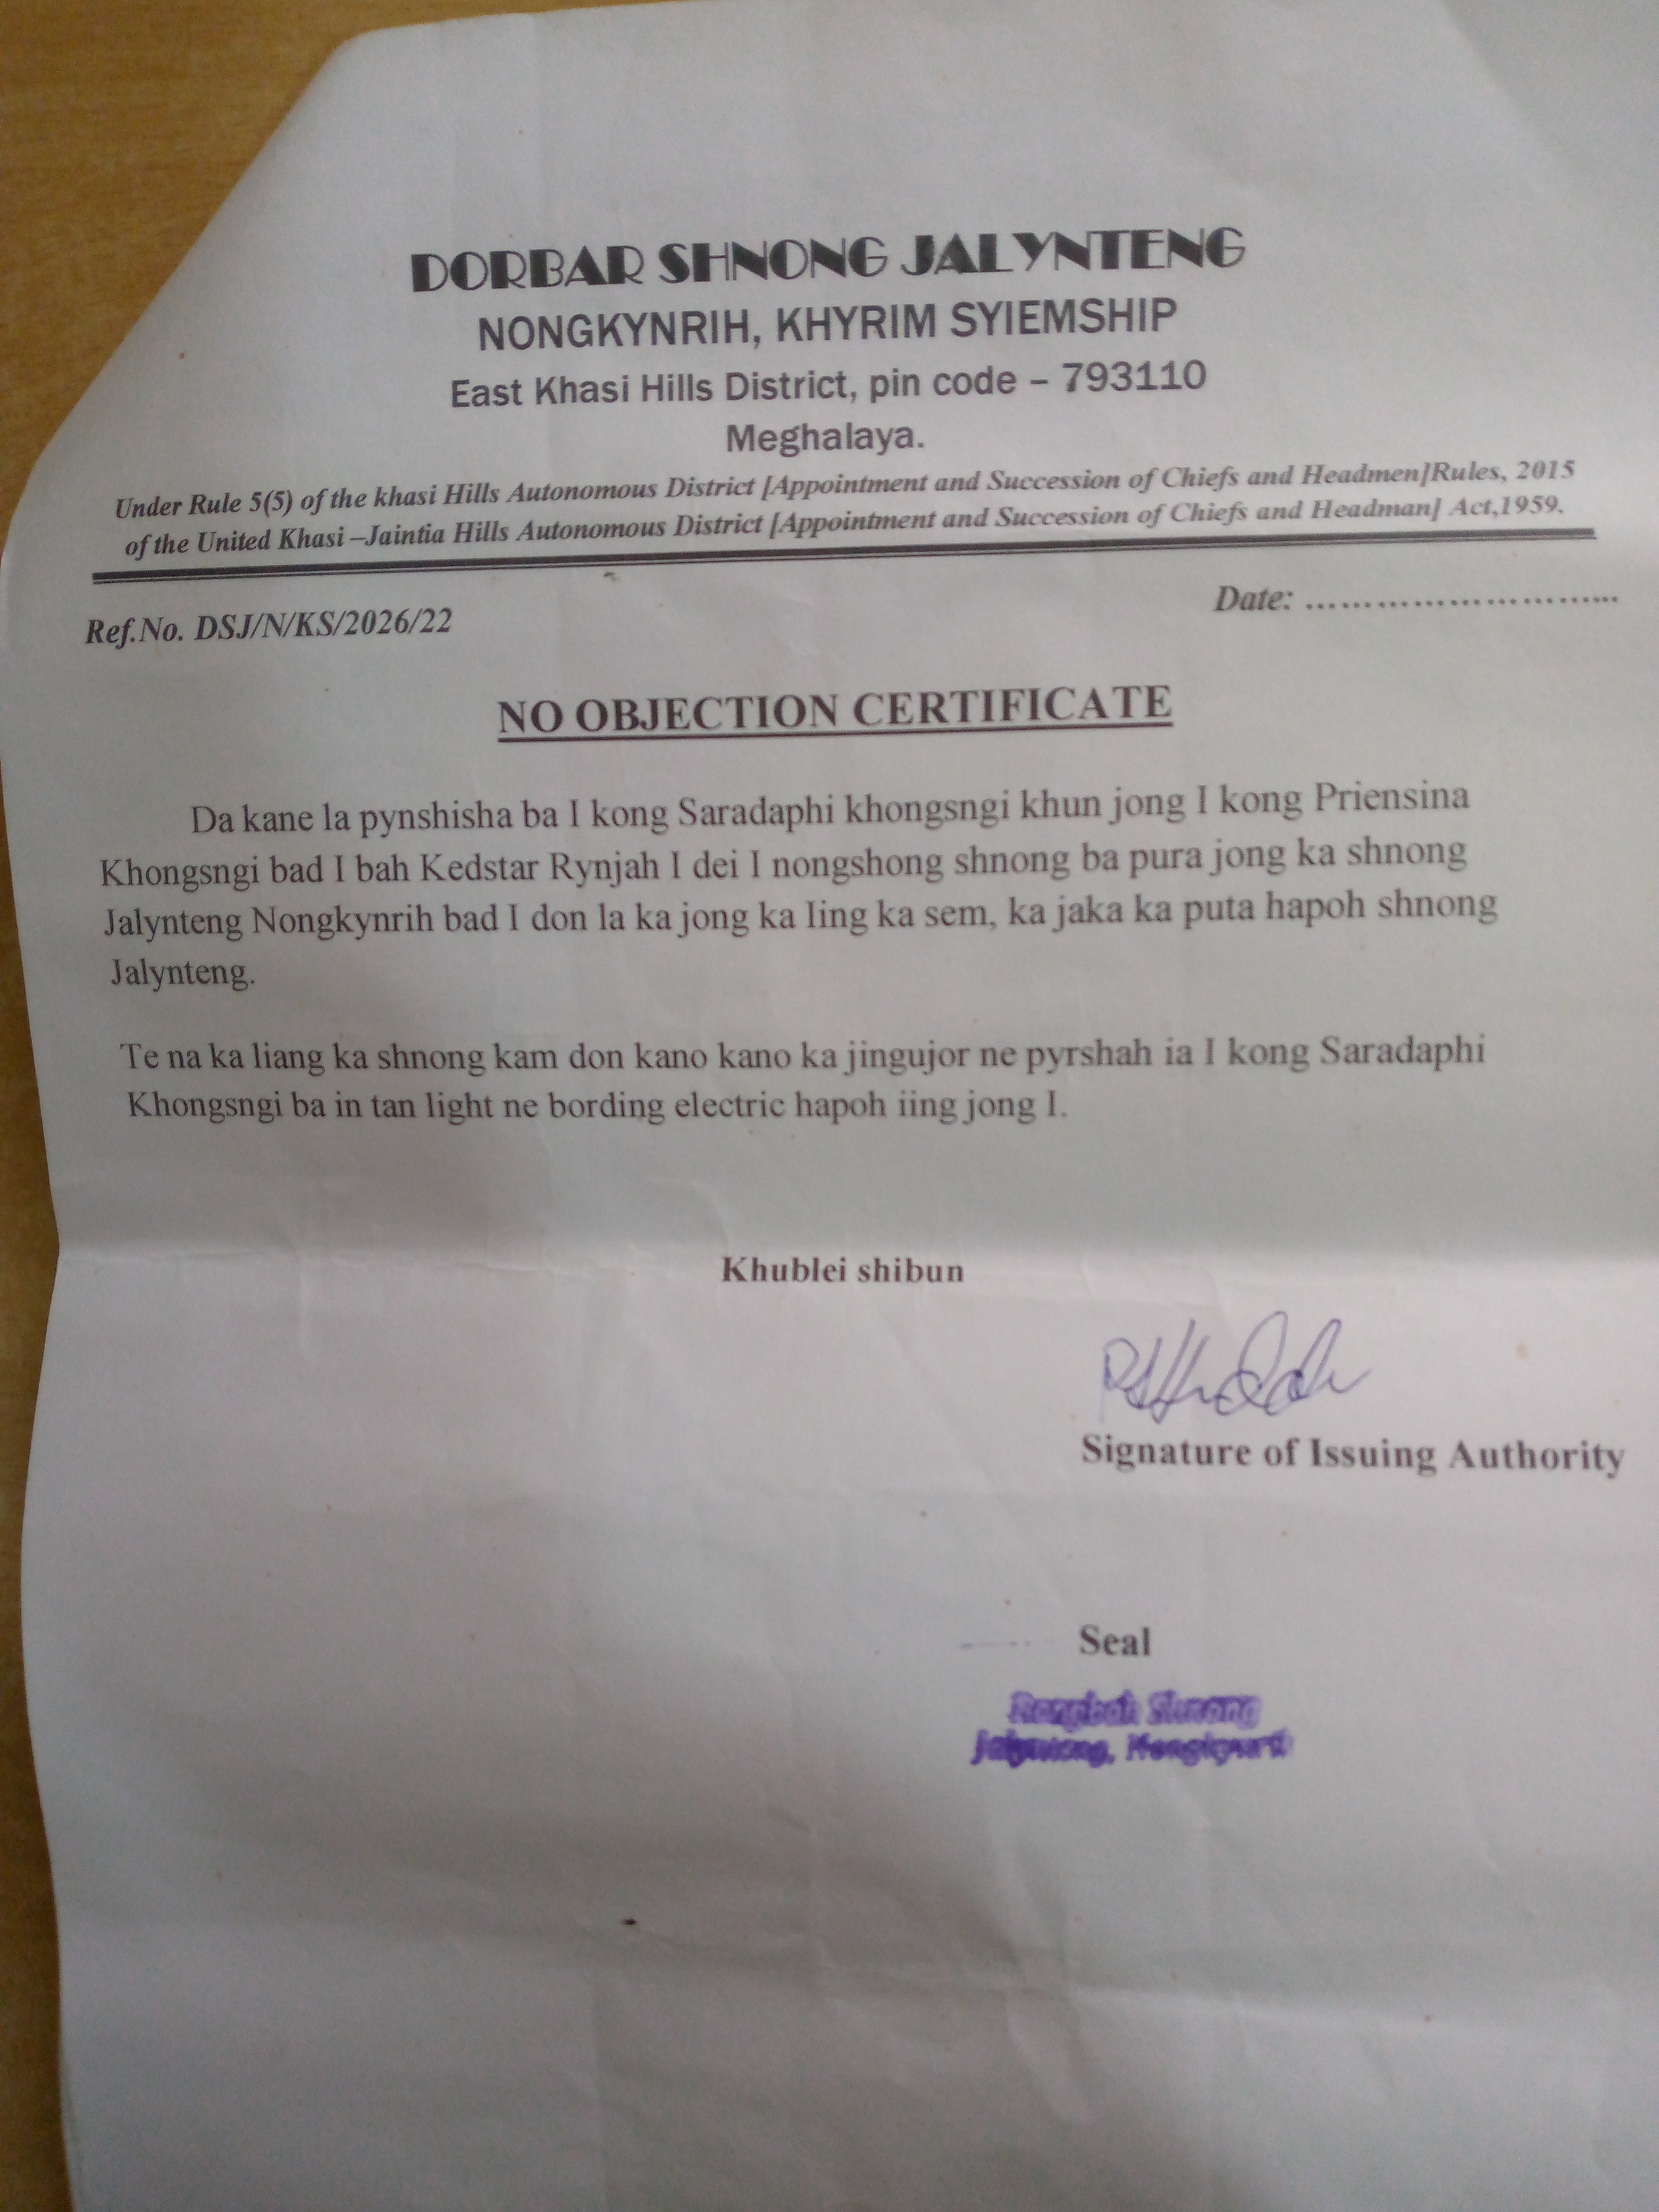 DORBAR SHNONG JALYNTENG
NONGKYNRIH, KHYRIM SYIEMSHIP
East Khasi Hills District, pin code – 793110
Meghalaya.
Under Rule 5(5) of the khasi Hills Autonomous District [Appointment and Succession of Chiefs and Headmen]Rules, 2015
of the United Khasi –Jaintia Hills Autonomous District [Appointment and Succession of Chiefs and Headman] Act,1959.
Ref.No. DSJ/N/KS/2026/22
Date: ………………………...
NO OBJECTION CERTIFICATE
Da kane la pynshisha ba I kong Saradaphi khongsngi khun jong I kong Priensina
Khongsngi bad I bah Kedstar Rynjah I dei I nongshong shnong ba pura jong ka shnong
Jalynteng Nongkynrih bad I don la ka jong ka Iing ka sem, ka jaka ka puta hapoh shnong
Jalynteng.
Te na ka liang ka shnong kam don kano kano ka jingujor ne pyrshah ia I kong Saradaphi
Khongsngi ba in tan light ne bording electric hapoh iing jong I.
Khublei shibun
Signature of Issuing Authority
Seal
Rangbah Shnong
Jalynteng, Nongkynrih